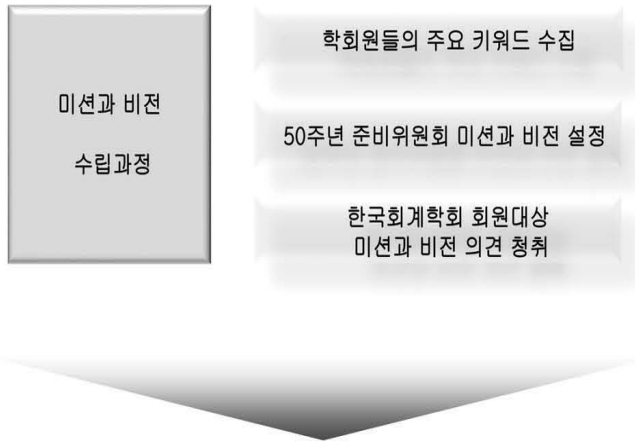 미션과 비전
수립과정
학회원들의 주요 키워드 수집
50주년 준비위원회 미션과 비전 설정
한국회계학회 회원대상
미션과 비전 의견 청취